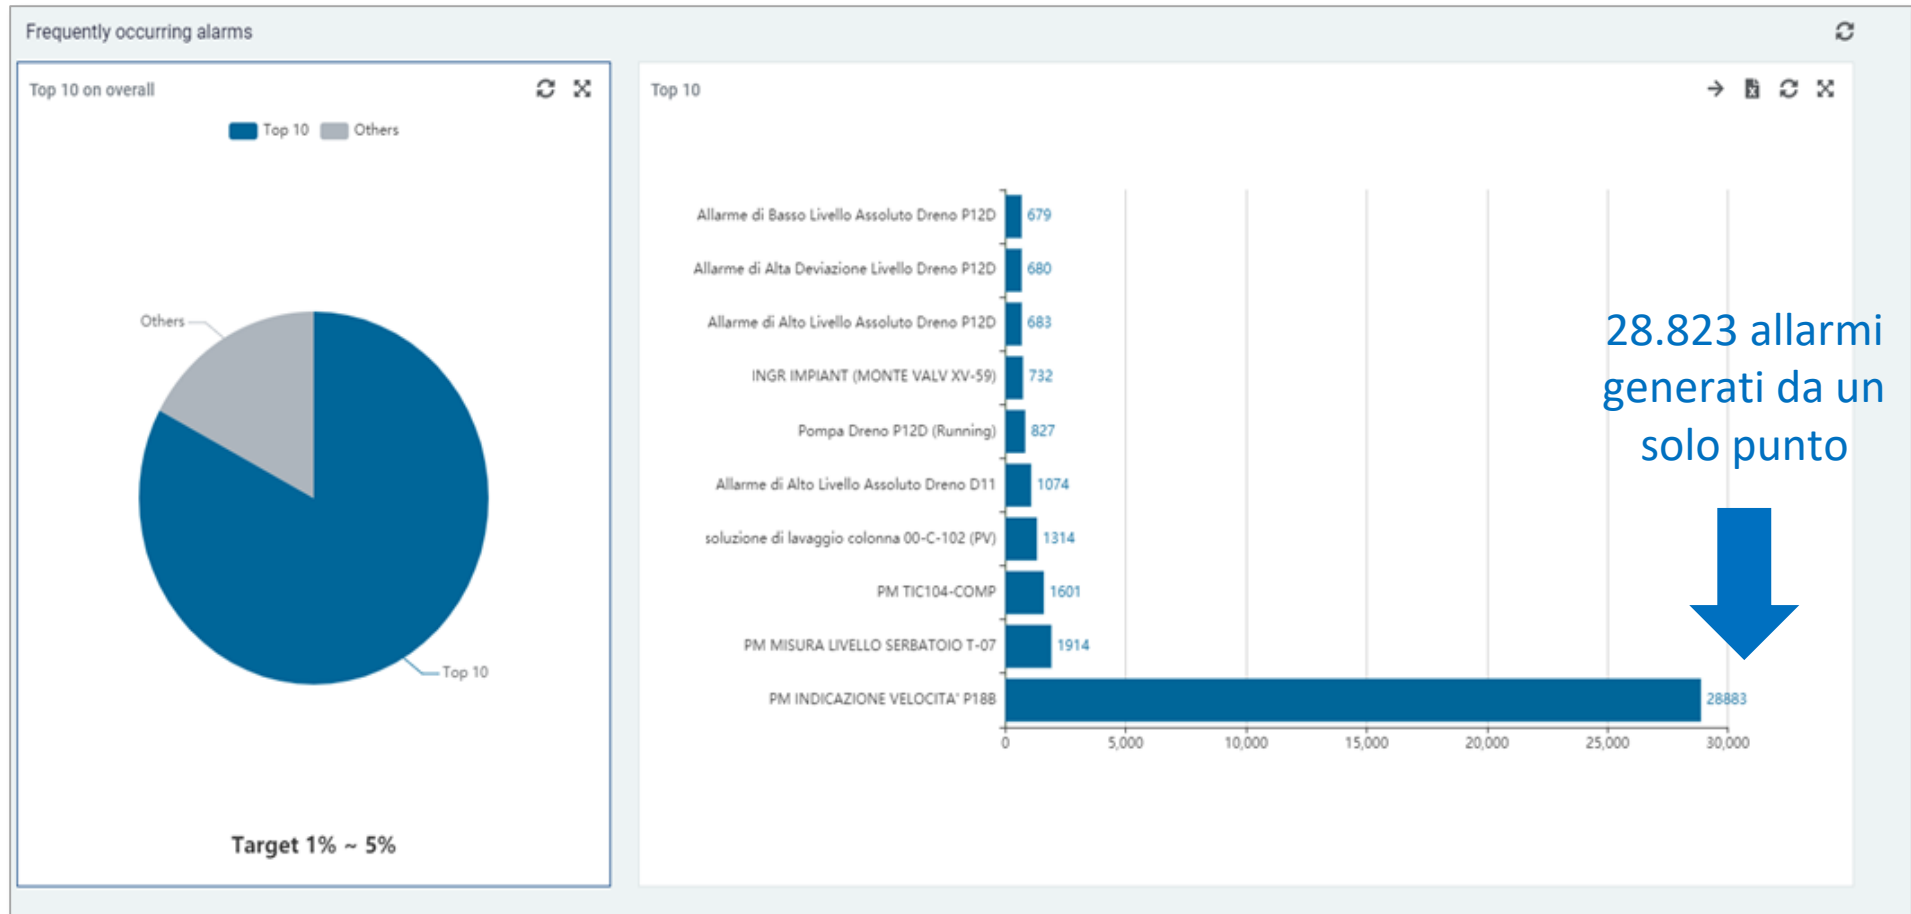 Frequently occurring alarms
Top 10 on overall
Top 10
Others
Others
Top 10
Target 1% ~ 5%
Top 10
Allarme di Basso Livello Assoluto Dreno P12D
679
Allarme di Alta Deviazione Livello Dreno P12D
680
Allarme di Alto Livello Assoluto Dreno P12D
683
INGR IMPIANT (MONTE VALV XV-59)
732
Pompa Dreno P12D (Running)
827
Allarme di Alto Livello Assoluto Dreno D11
1074
soluzione di lavaggio colonna 00-C-102 (PV)
1314
PM TIC104-COMP
1601
PM MISURA LIVELLO SERBATOIO T-07
1914
PM INDICAZIONE VELOCITA' P18B
28883
0
5,000
10,000
15,000
20,000
25,000
30,000
28.823 allarmi
generati da un
solo punto